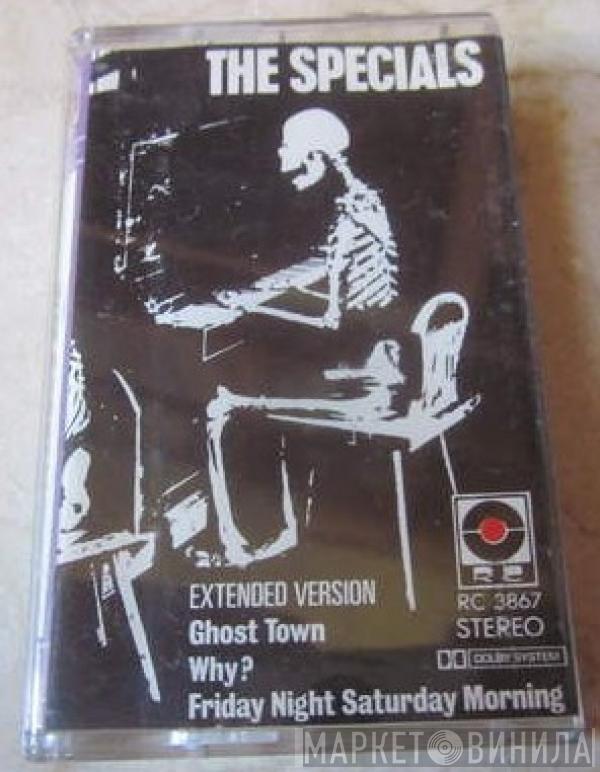 THE SPECIALS
EXTENDED VERSION
Ghost Town
Why?
Friday Night Saturday Morning
RC 3867
STEREO
DOLBY SYSTEM
МАРКЕТ ВИНИЛА